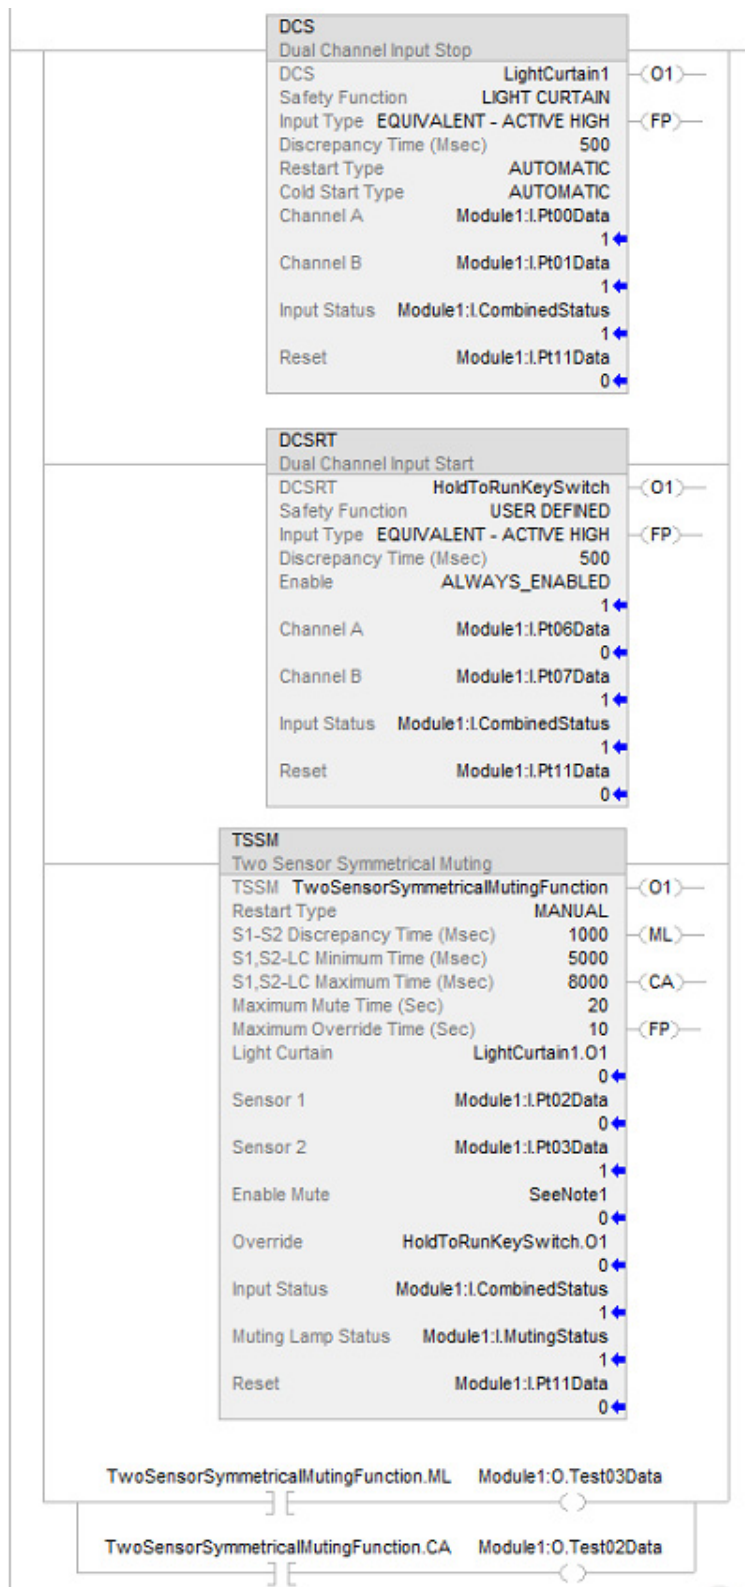 DCS
Dual Channel Input Stop
DCS LightCurtain1 (O1)
Safety Function LIGHT CURTAIN
Input Type EQUIVALENT - ACTIVE HIGH (FP)
Discrepancy Time (Msec) 500
Restart Type AUTOMATIC
Cold Start Type AUTOMATIC
Channel A Module1:I.Pt00Data
1
Channel B Module1:I.Pt01Data
1
Input Status Module1:I.CombinedStatus
1
Reset Module1:I.Pt11Data
0
DCSRT
Dual Channel Input Start
DCSRT HoldToRunKeySwitch (O1)
Safety Function USER DEFINED
Input Type EQUIVALENT - ACTIVE HIGH (FP)
Discrepancy Time (Msec) 500
Enable ALWAYS_ENABLED
1
Channel A Module1:I.Pt06Data
0
Channel B Module1:I.Pt07Data
1
Input Status Module1:I.CombinedStatus
1
Reset Module1:I.Pt11Data
0
TSSM
Two Sensor Symmetrical Muting
TSSM TwoSensorSymmetricalMutingFunction (O1)
Restart Type MANUAL
S1-S2 Discrepancy Time (Msec) 1000 (ML)
S1,S2-LC Minimum Time (Msec) 5000
S1,S2-LC Maximum Time (Msec) 8000 (CA)
Maximum Mute Time (Sec) 20
Maximum Override Time (Sec) 10 (FP)
Light Curtain LightCurtain1.O1
0
Sensor 1 Module1:I.Pt02Data
0
Sensor 2 Module1:I.Pt03Data
1
Enable Mute SeeNote1
0
Override HoldToRunKeySwitch.O1
0
Input Status Module1:I.CombinedStatus
1
Muting Lamp Status Module1:I.MutingStatus
1
Reset Module1:I.Pt11Data
0
TwoSensorSymmetricalMutingFunction.ML Module1:O.Test03Data
TwoSensorSymmetricalMutingFunction.CA Module1:O.Test02Data